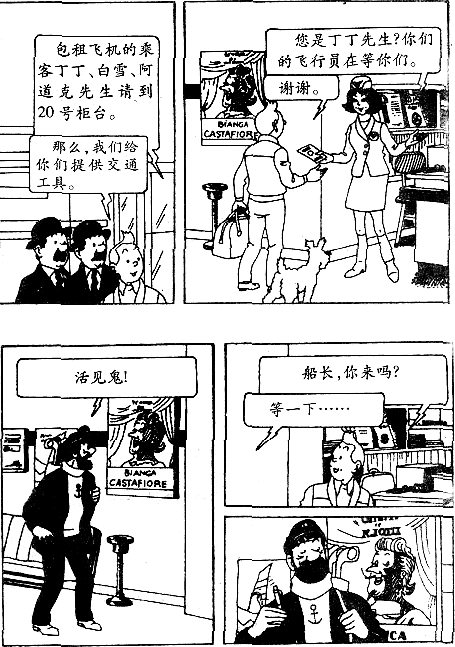 包租飞机的乘
客丁丁、白雪、阿
道克先生请到
20号柜台。
那么,我们给
你们提供交通
工具。
您是丁丁先生?你们
的飞行员在等你们。
谢谢。
BIANCA
CASTAFIORE
活见鬼!
BIANCA
CASTAFIORE
船长,你来吗?
等一下……